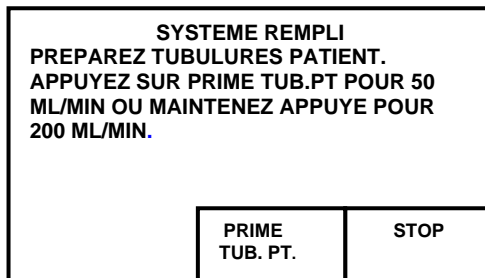 SYSTEME REMPLI
PREPAREZ TUBULURES PATIENT.
APPUYEZ SUR PRIME TUB.PT POUR 50
ML/MIN OU MAINTENEZ APPUYE POUR
200 ML/MIN.
PRIME
TUB. PT.
STOP